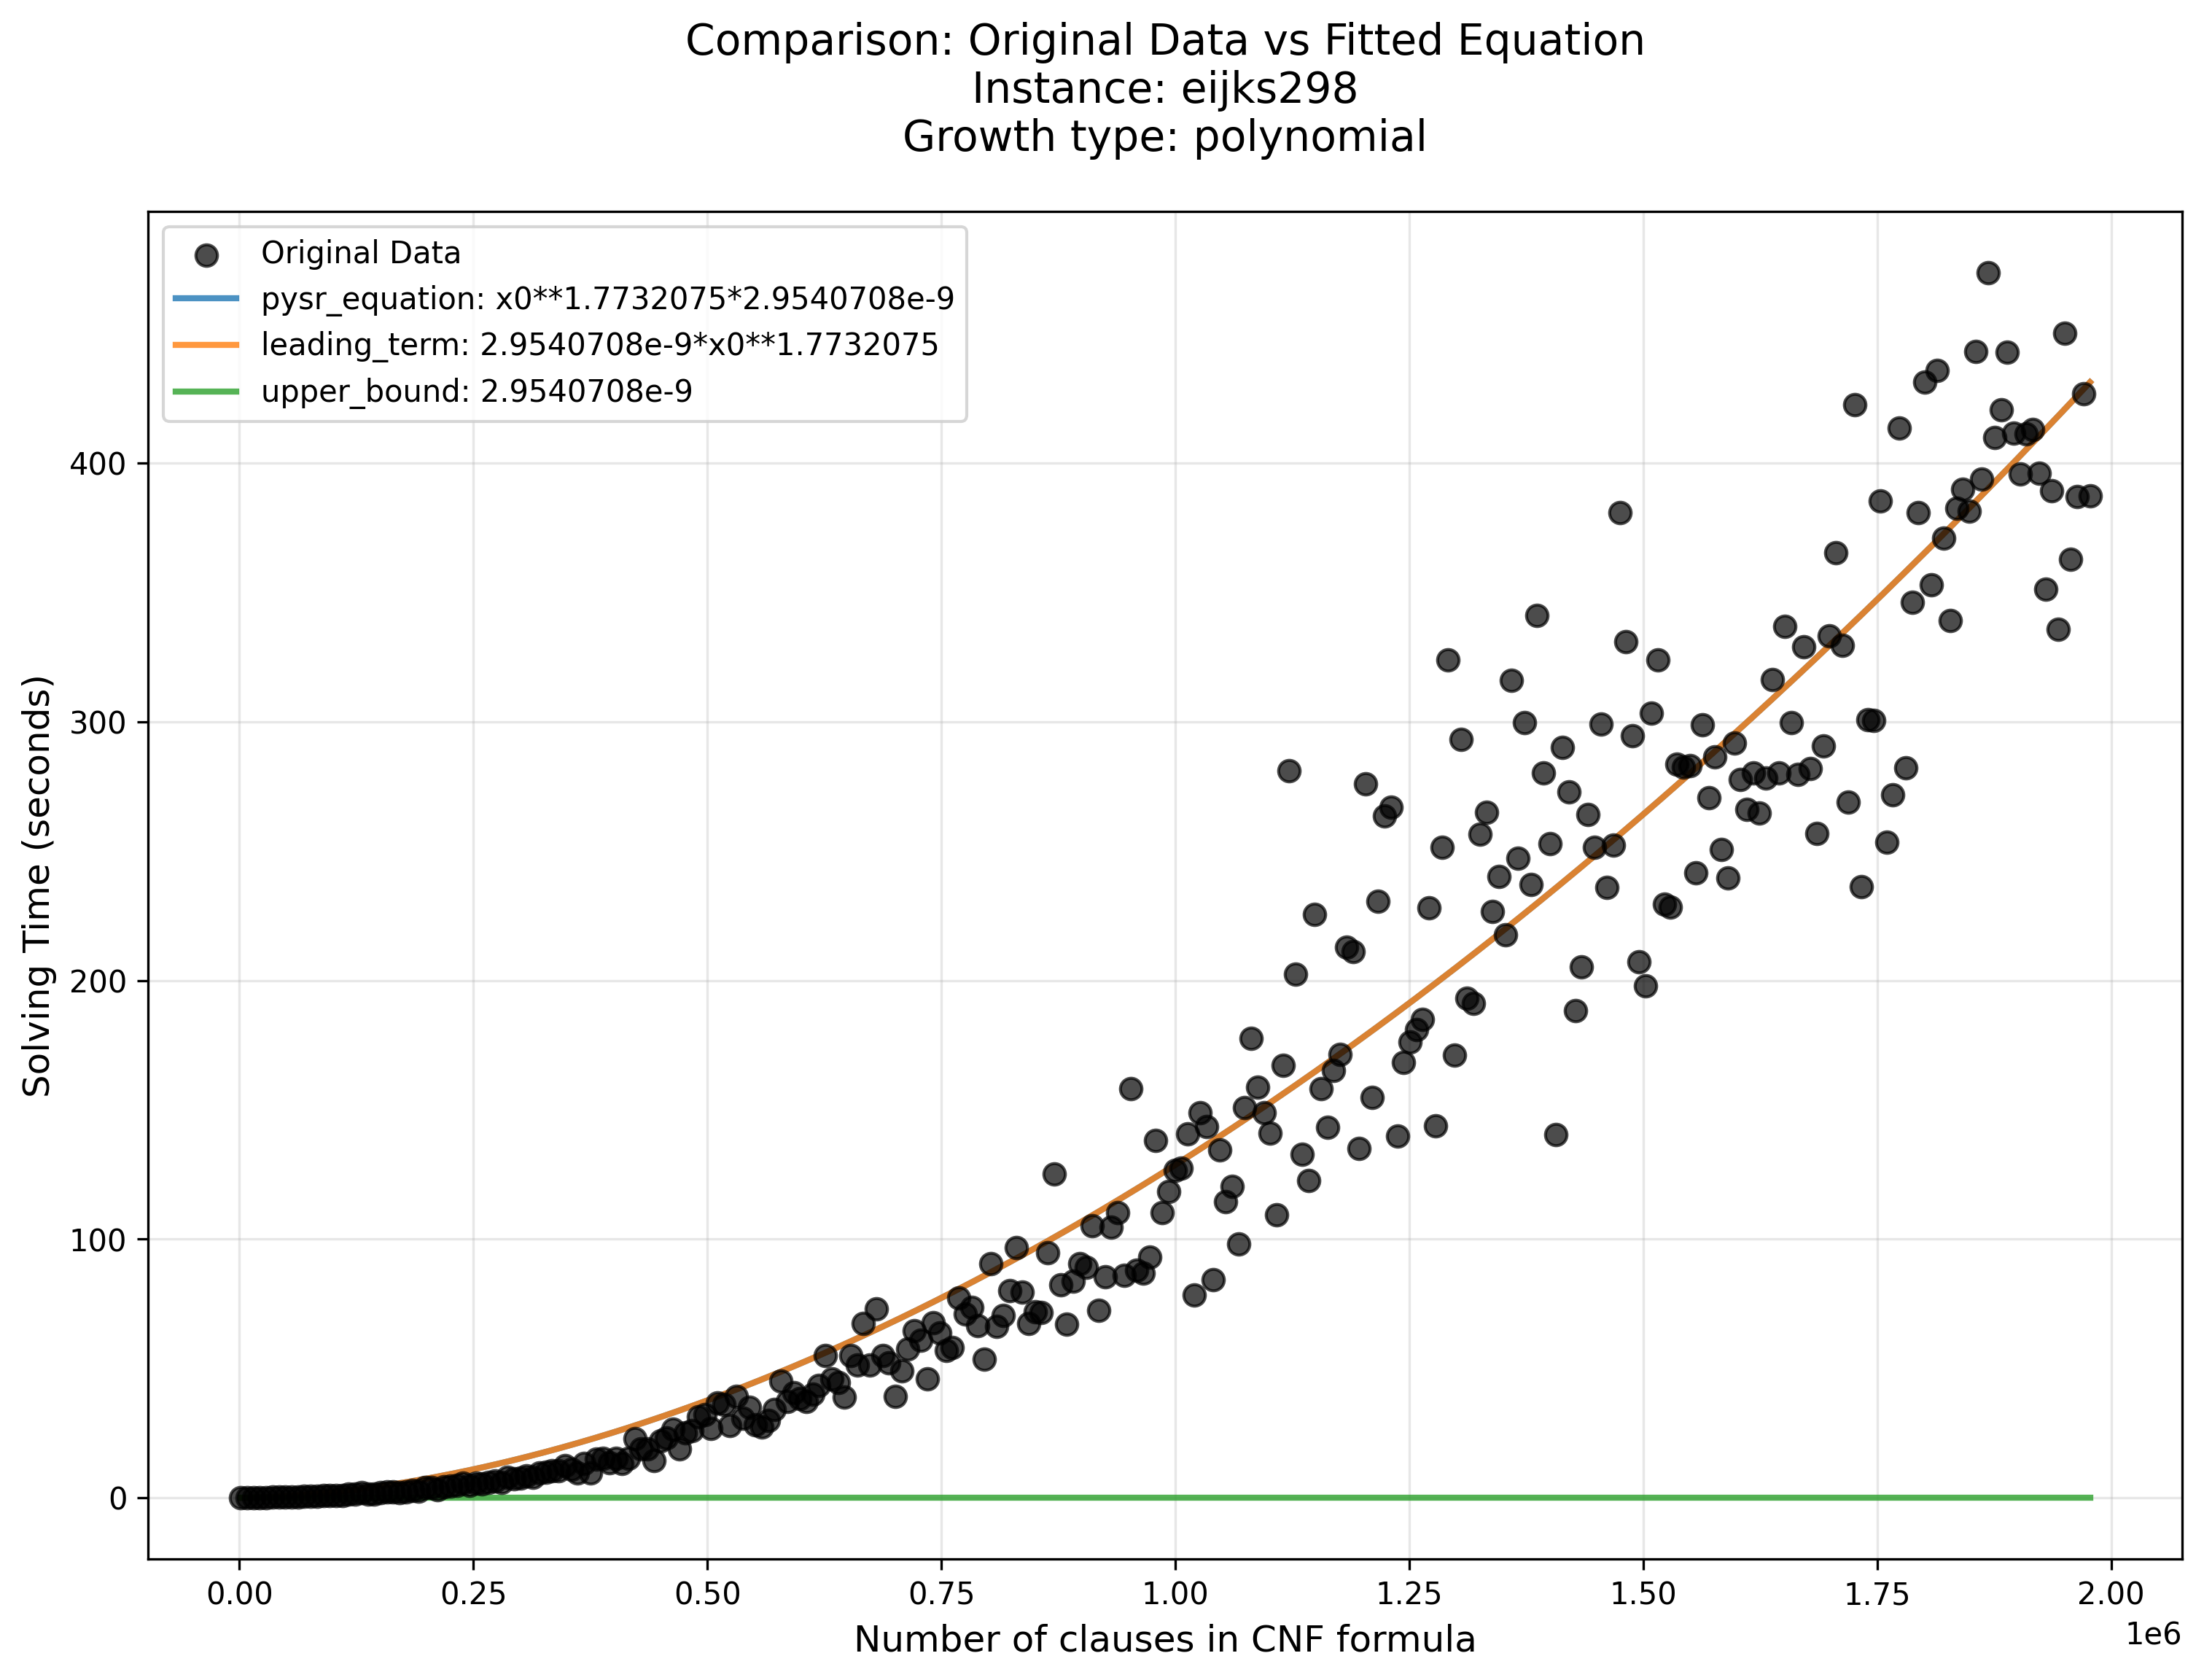 Comparison: Original Data vs Fitted Equation
Instance: eijks298
Growth type: polynomial
Original Data
pysr_equation: x0**1.7732075*2.9540708e-9
leading_term: 2.9540708e-9*x0**1.7732075
upper_bound: 2.9540708e-9
400
300
200
100
0
Solving Time (seconds)
0.00 0.25 0.50 0.75 1.00 1.25 1.50 1.75 2.00
1e6
Number of clauses in CNF formula